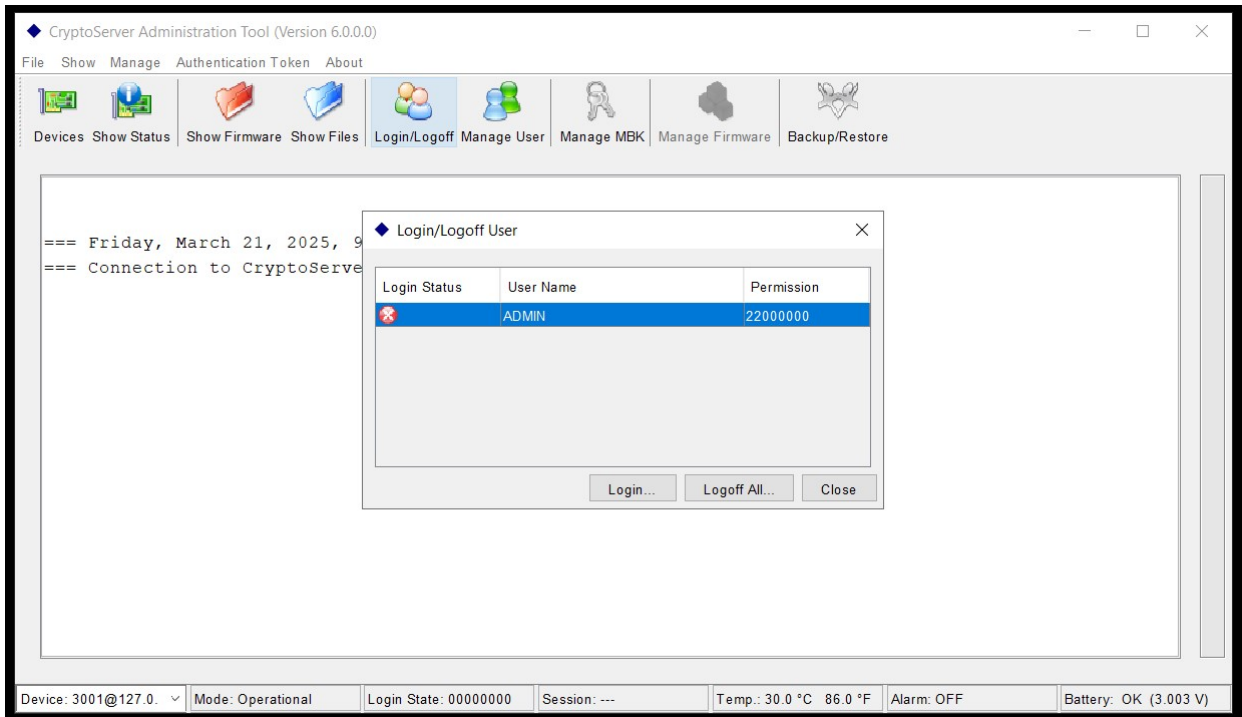 CryptoServer Administration Tool (Version 6.0.0.0)
File Show Manage Authentication Token About
Devices Show Status Show Firmware Show Files Login/Logoff Manage User Manage MBK Manage Firmware Backup/Restore
=== Friday, March 21, 2025, 9
=== Connection to CryptoServe
Login/Logoff User
Login Status User Name Permission
ADMIN 22000000
Login... Logoff All... Close
Device: 3001@127.0. Mode: Operational Login State: 00000000 Session: --- Temp.: 30.0 °C 86.0 °F Alarm: OFF Battery: OK (3.003 V)